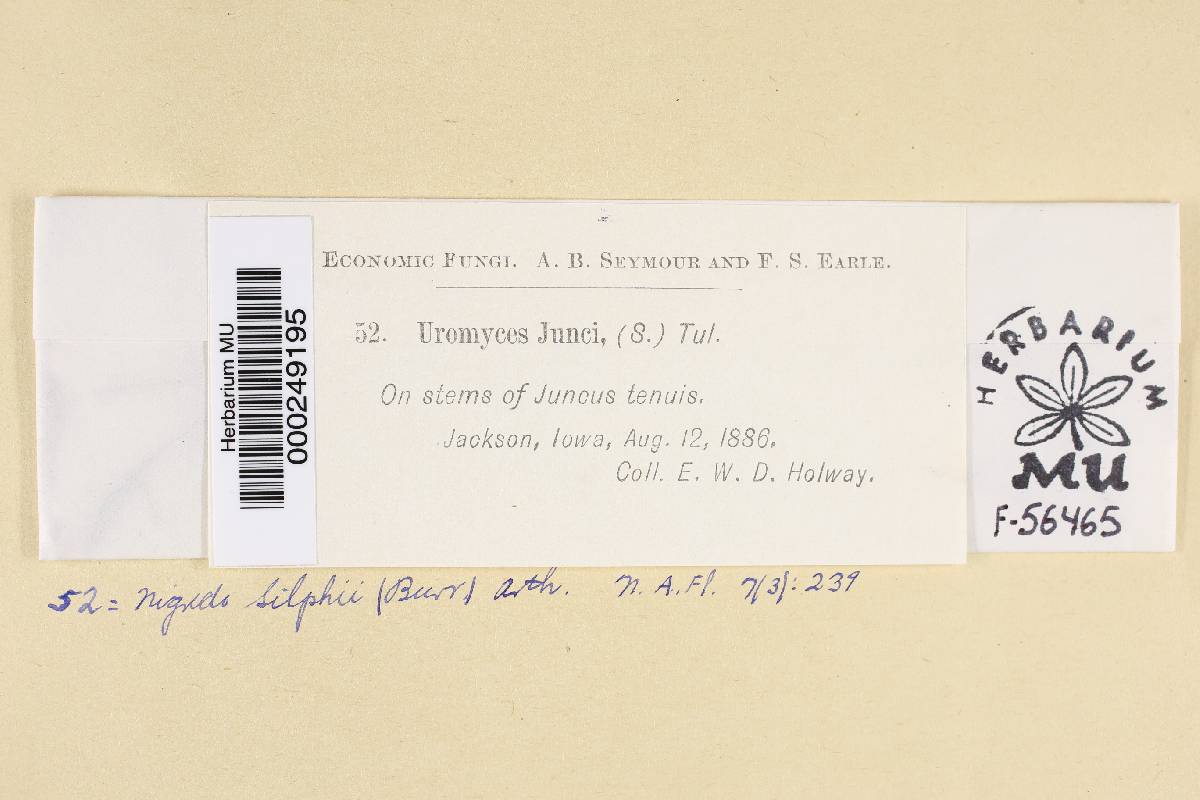 Economic Fungi. A. B. Seymour and F. S. Earle.
52. Uromyces Junci, (S.) Tul.
On stems of Juncus tenuis.
Jackson, Iowa, Aug. 12, 1886.
Coll. E. W. D. Holway.
Herbarium MU
000249195
HERBARIUM
MU
F-56465
52 = Nigredo Silphii (Burr) Arth. N. A. Fl. 7(3): 239